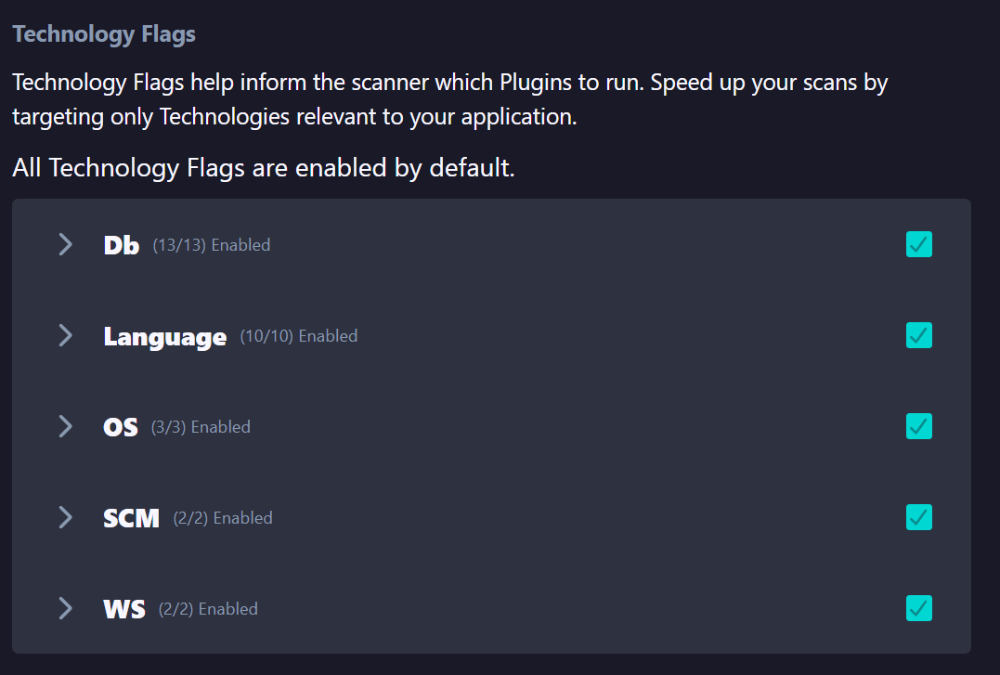 Technology Flags
Technology Flags help inform the scanner which Plugins to run. Speed up your scans by
targeting only Technologies relevant to your application.
All Technology Flags are enabled by default.
Db (13/13) Enabled
Language (10/10) Enabled
OS (3/3) Enabled
SCM (2/2) Enabled
WS (2/2) Enabled